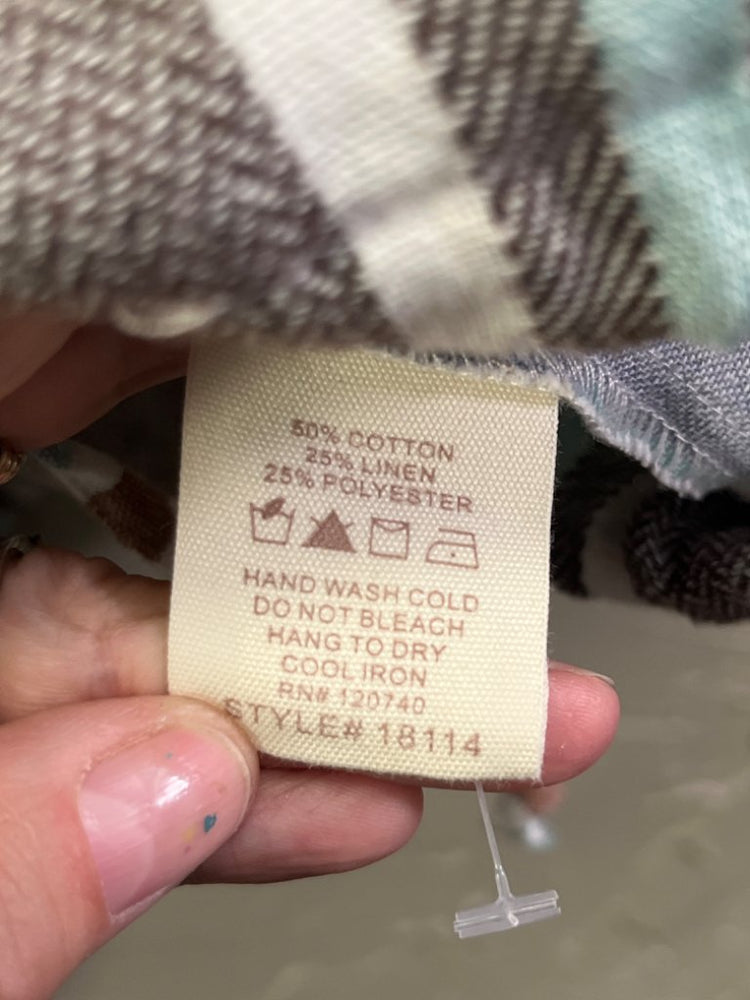 50% COTTON
25% LINEN
25% POLYESTER
HAND WASH COLD
DO NOT BLEACH
HANG TO DRY
COOL IRON
RN# 120740
STYLE# 18114